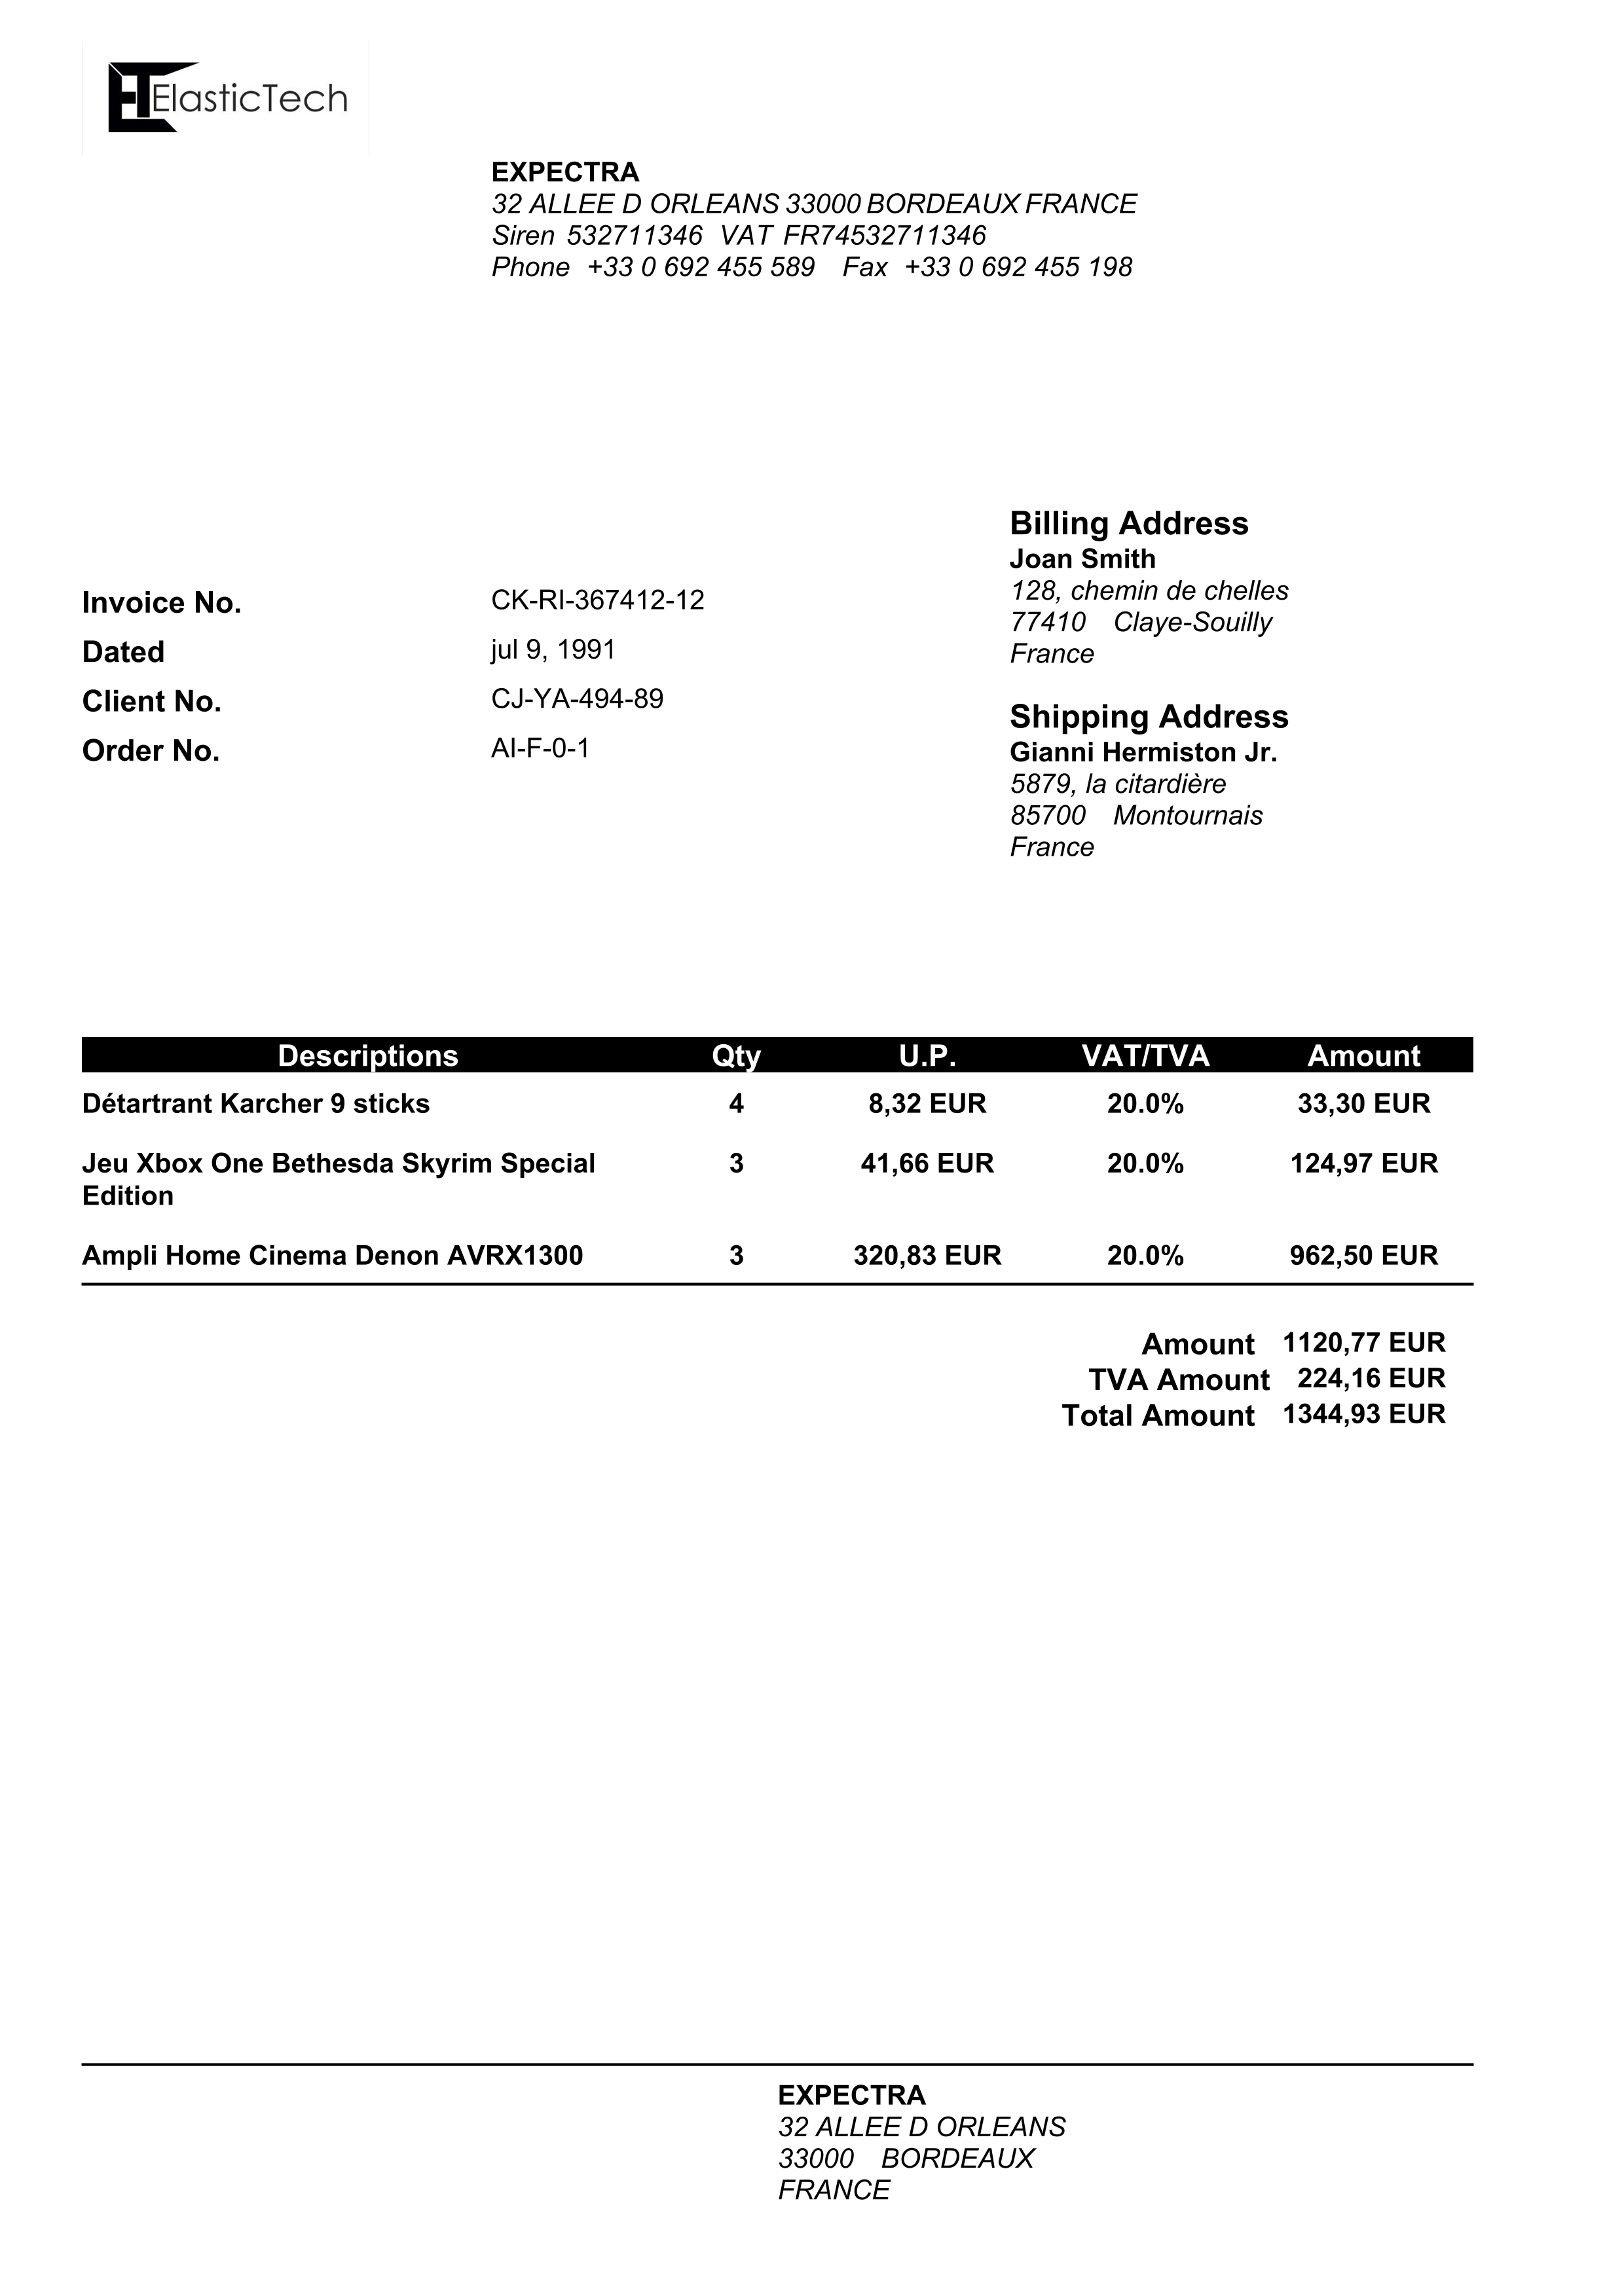 ElasticTech
EXPECTRA
32 ALLEE D ORLEANS 33000 BORDEAUX FRANCE
Siren 532711346 VAT FR74532711346
Phone +33 0 692 455 589 Fax +33 0 692 455 198
Invoice No. CK-RI-367412-12
Dated jul 9, 1991
Client No. CJ-YA-494-89
Order No. AI-F-0-1
Billing Address
Joan Smith
128, chemin de chelles
77410 Claye-Souilly
France
Shipping Address
Gianni Hermiston Jr.
5879, la citardière
85700 Montournais
France
Descriptions Qty U.P. VAT/TVA Amount
Détartrant Karcher 9 sticks 4 8,32 EUR 20.0% 33,30 EUR
Jeu Xbox One Bethesda Skyrim Special 3 41,66 EUR 20.0% 124,97 EUR
Edition
Ampli Home Cinema Denon AVRX1300 3 320,83 EUR 20.0% 962,50 EUR
Amount 1120,77 EUR
TVA Amount 224,16 EUR
Total Amount 1344,93 EUR
EXPECTRA
32 ALLEE D ORLEANS
33000 BORDEAUX
FRANCE